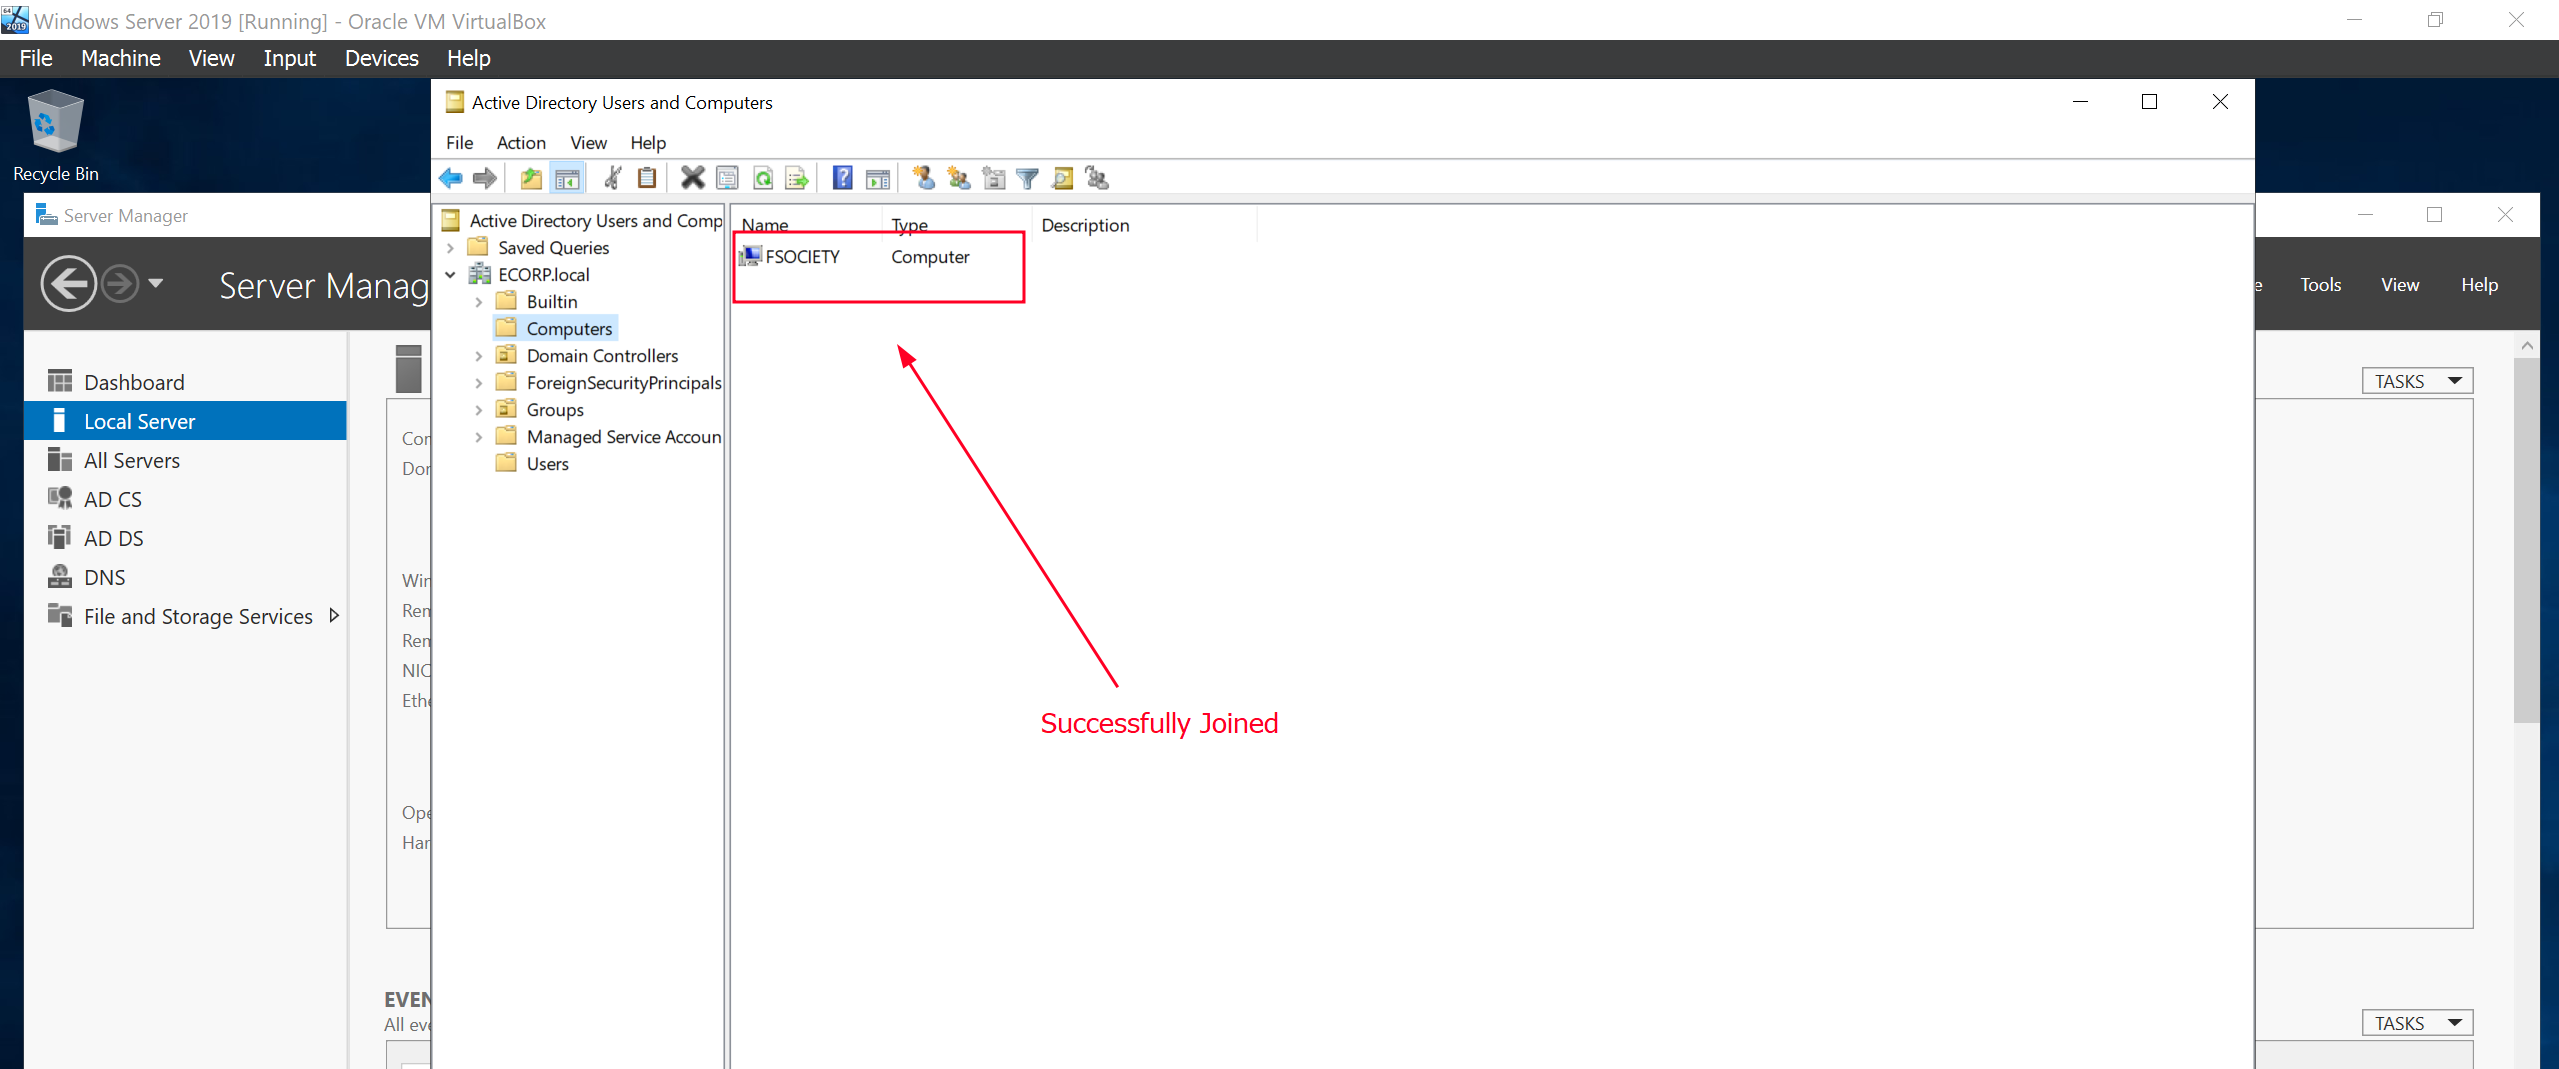 Windows Server 2019 [Running] - Oracle VM VirtualBox
File Machine View Input Devices Help
Recycle Bin
Active Directory Users and Computers
File Action View Help
Server Manager
Server Manag
e Tools View Help
Dashboard
Local Server
All Servers
AD CS
AD DS
DNS
File and Storage Services
Active Directory Users and Comp
Saved Queries
ECORP.local
Builtin
Computers
Domain Controllers
ForeignSecurityPrincipals
Groups
Managed Service Accoun
Users
Name Type Description
FSOCIETY Computer
Successfully Joined
TASKS
Con
Dor
Win
Ren
Ren
NIC
Ethe
Ope
Har
EVEN
All eve
TASKS